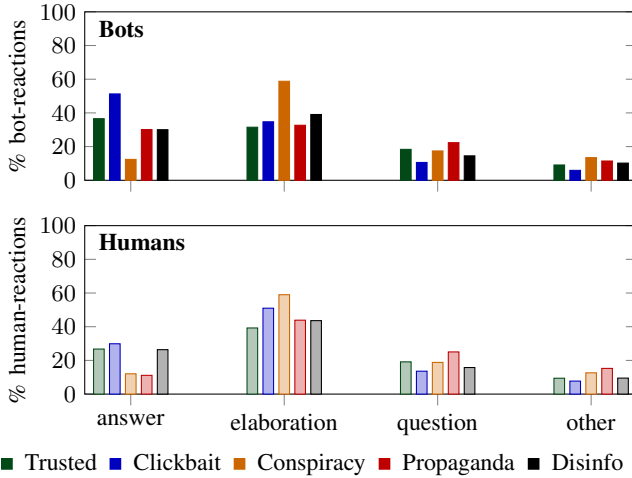 100
80
60
40
20
0
% bot-reactions
Bots
100
80
60
40
20
0
% human-reactions
Humans
answer elaboration question other
Trusted Clickbait Conspiracy Propaganda Disinfo